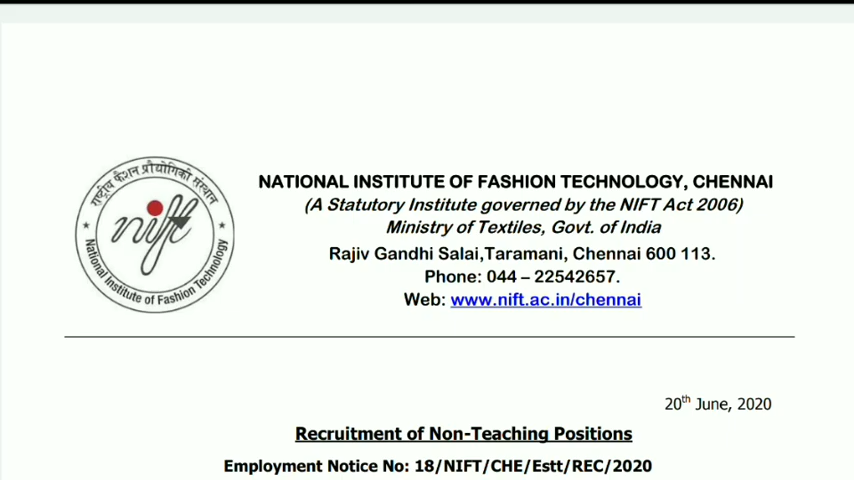 राष्ट्रीय फैशन प्रौद्योगिकी संस्थान
nift
National Institute of Fashion Technology
NATIONAL INSTITUTE OF FASHION TECHNOLOGY, CHENNAI
(A Statutory Institute governed by the NIFT Act 2006)
Ministry of Textiles, Govt. of India
Rajiv Gandhi Salai,Taramani, Chennai 600 113.
Phone: 044 – 22542657.
Web: www.nift.ac.in/chennai
20th June, 2020
Recruitment of Non-Teaching Positions
Employment Notice No: 18/NIFT/CHE/Estt/REC/2020